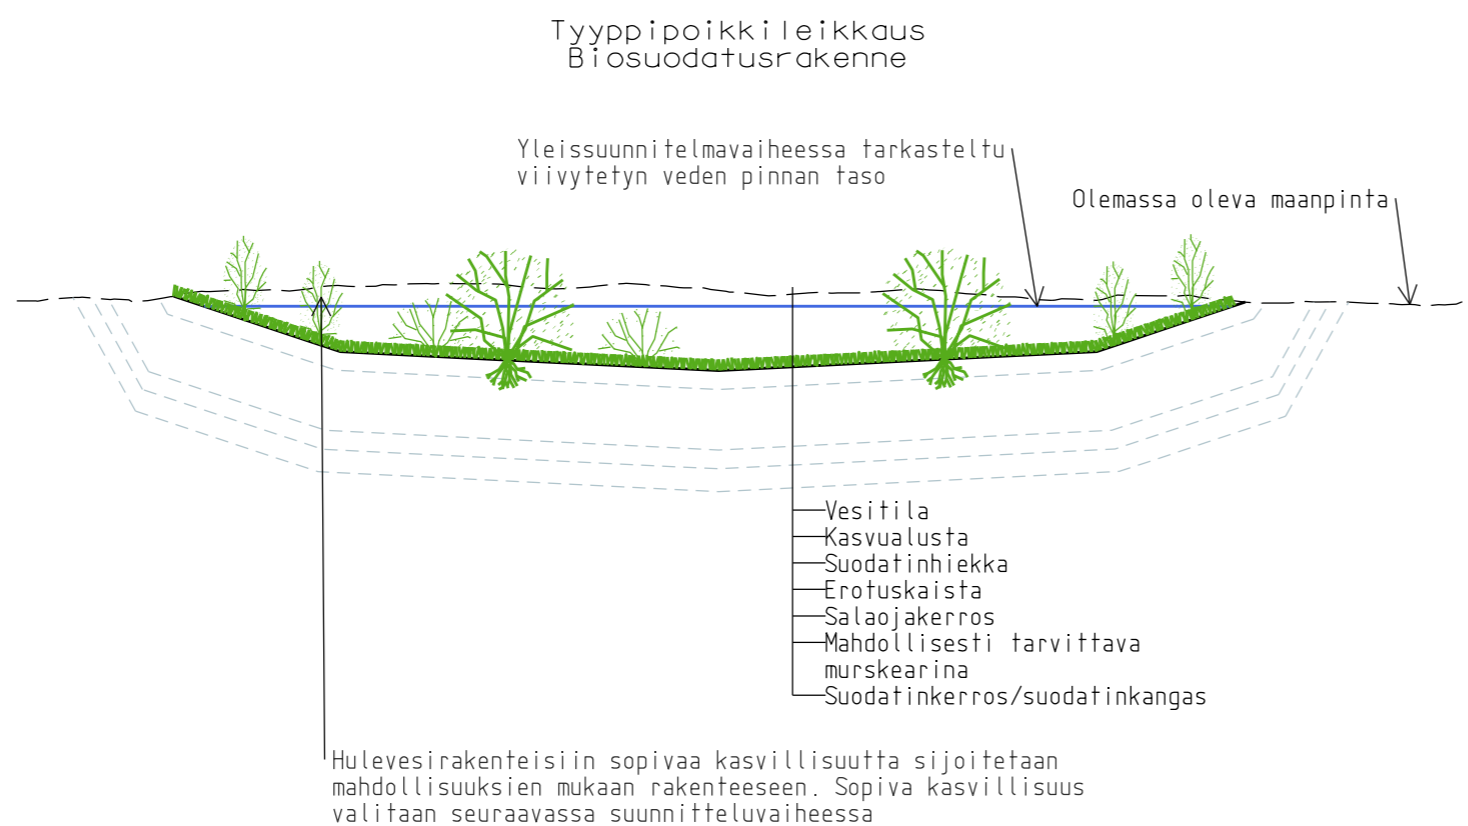 Tyyppipoikkileikkaus
Biosuodatusrakenne
Yleissuunnitelmavaiheessa tarkasteltu
viivytetyn veden pinnan taso
Olemassa oleva maanpinta
Vesitila
Kasvualusta
Suodatinhiekka
Erotuskaista
Salaojakerros
Mahdollisesti tarvittava
murskearina
Suodatinkerros/suodatinkangas
Hulevesirakenteisiin sopivaa kasvillisuutta sijoitetaan
mahdollisuuksien mukaan rakenteeseen. Sopiva kasvillisuus
valitaan seuraavassa suunnitteluvaiheessa